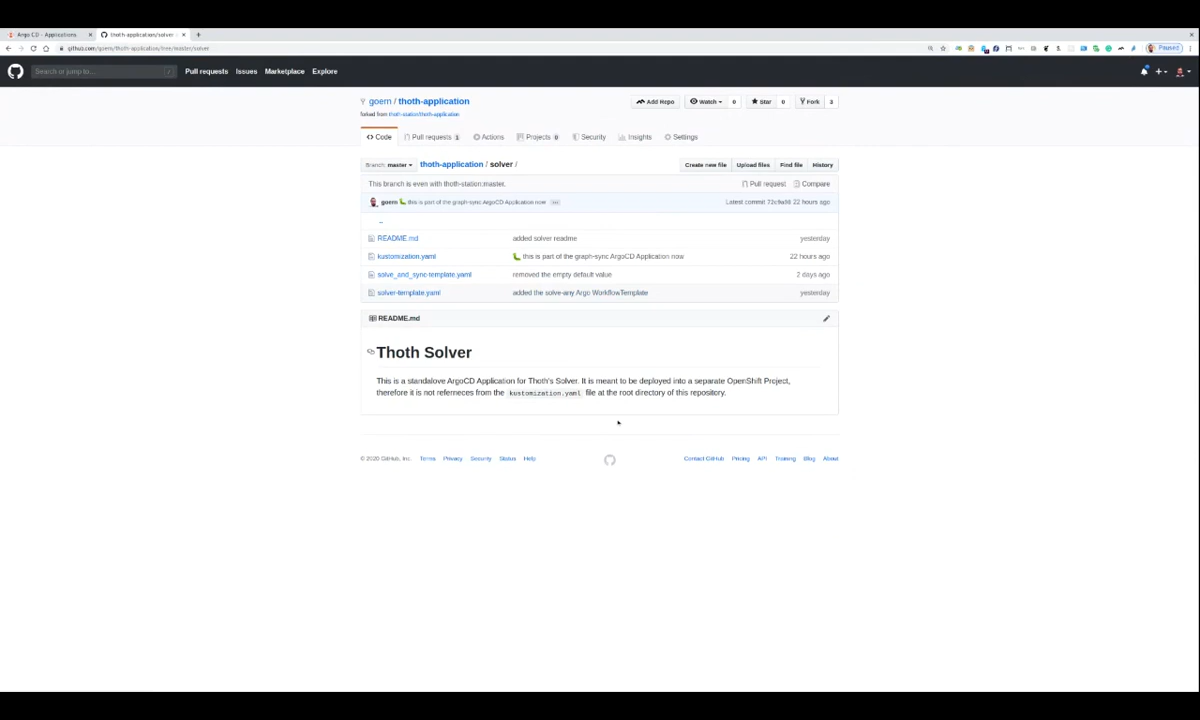 Argo CD - Applications
thoth-application/solver
github.com/goern/thoth-application/tree/master/solver
Paused
Search or jump to...
/
Pull requests
Issues
Marketplace
Explore
goern / thoth-application
Add Repo
Watch
0
Star
0
Fork
3
forked from thoth-station/thoth-application
Code
Pull requests 1
Actions
Projects 0
Security
Insights
Settings
Branch: master
thoth-application / solver /
Create new file
Upload files
Find file
History
This branch is even with thoth-station:master.
Pull request
Compare
goern this is part of the graph-sync ArgoCD Application now
Latest commit 22 hours ago
..
README.md added solver readme yesterday
kustomization.yaml this is part of the graph-sync ArgoCD Application now 22 hours ago
solve_and_sync-template.yaml removed the empty default value 2 days ago
solver-template.yaml added the solve-any Argo WorkflowTemplate yesterday
README.md
Thoth Solver
This is a standalove ArgoCD Application for Thoth's Solver. It is meant to be deployed into a separate OpenShift Project,
therefore it is not referneces from the kustomization.yaml file at the root directory of this repository.
© 2020 GitHub, Inc.
Terms
Privacy
Security
Status
Help
Contact GitHub
Pricing
API
Training
Blog
About